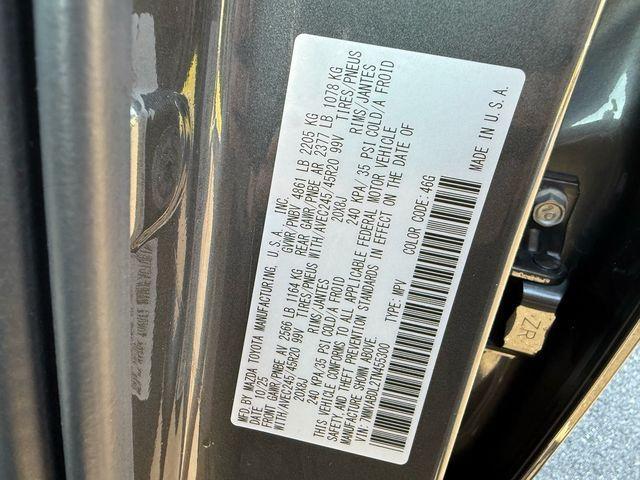 MFD BY MAZDA TOYOTA MANUFACTURING, U.S.A., INC.
DATE 10/25 GVWR/PNBV 4861 LB 2205 KG
FRONT GAWR/PNBE AV 2566 LB 1164 KG REAR GAWR/PNBE AR 2377 LB 1078 KG
WITH/AVEC245/45R20 99V TIRES/PNEUS WITH/AVEC245/45R20 99V TIRES/PNEUS
20X8J RIMS/JANTES 20X8J RIMS/JANTES
240 KPA/35 PSI COLD/A FROID 240 KPA/35 PSI COLD/A FROID
THIS VEHICLE CONFORMS TO ALL APPLICABLE FEDERAL MOTOR VEHICLE
SAFETY, AND THEFT PREVENTION STANDARDS IN EFFECT ON THE DATE OF
MANUFACTURE SHOWN ABOVE.
VIN: 7MMVABDL2TN455300 TYPE: MPV COLOR CODE: 46G
MADE IN U.S.A.
ZR